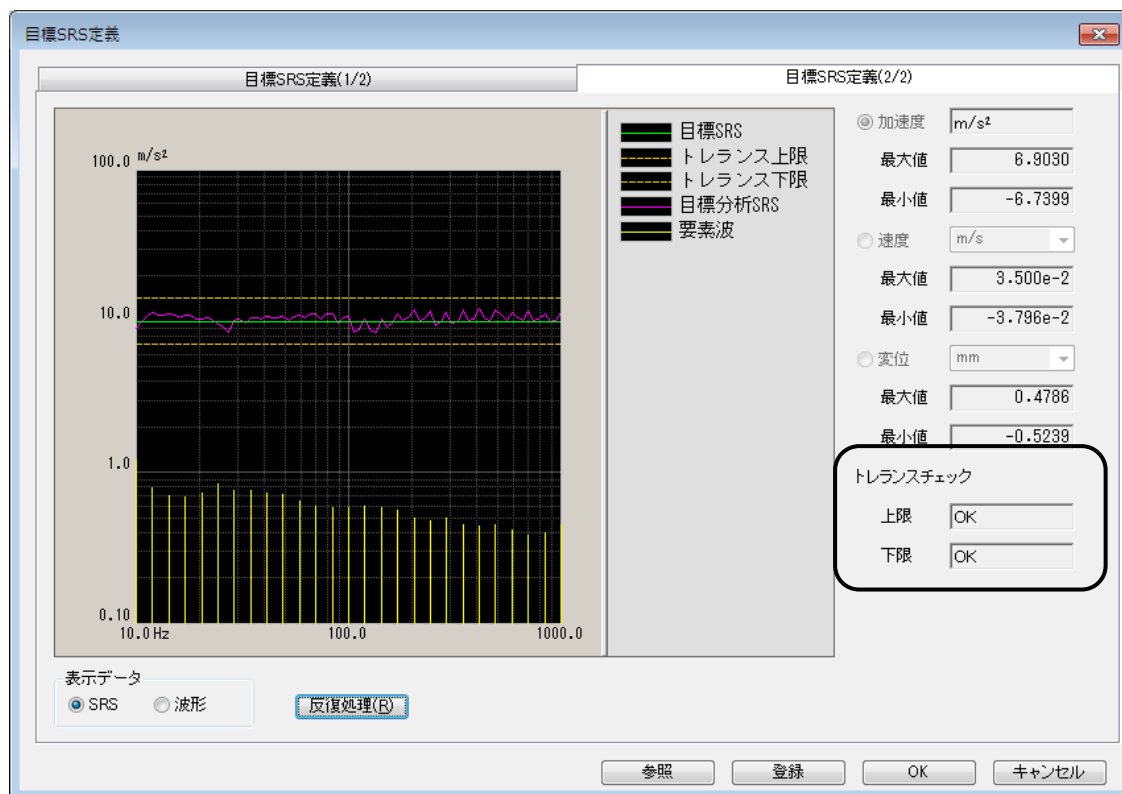 目標SRS定義
目標SRS定義(1/2)
目標SRS定義(2/2)
100.0 m/s²
10.0
1.0
0.10
10.0Hz
100.0
1000.0
目標SRS
トレランス上限
トレランス下限
目標分析SRS
要素波
加速度 m/s²
最大値 6.9030
最小値 -6.7399
速度 m/s
最大値 3.500e-2
最小値 -3.796e-2
変位 mm
最大値 0.4786
最小値 -0.5239
トレランスチェック
上限 OK
下限 OK
表示データ
SRS 波形
反復処理(R)
参照 登録 OK キャンセル